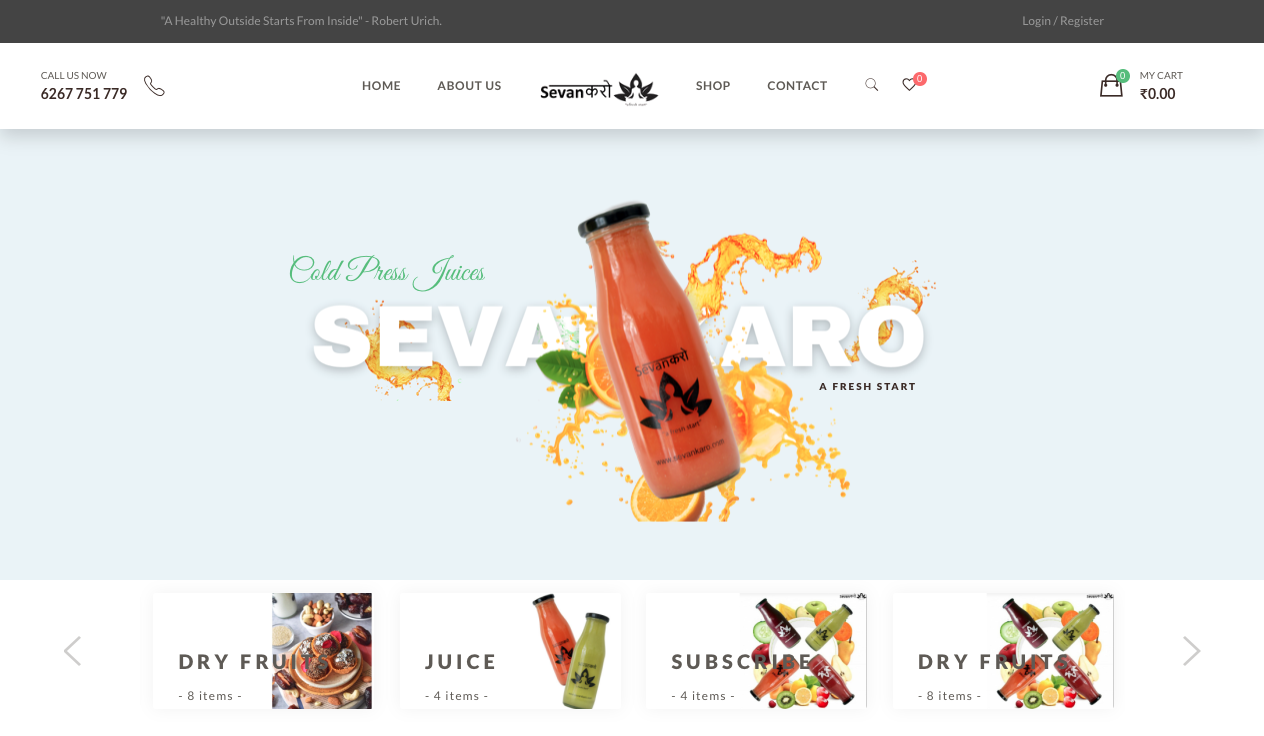 "A Healthy Outside Starts From Inside" - Robert Urich.
Login / Register
CALL US NOW
6267 751 779
HOME
ABOUT US
Sevanकरो
SHOP
CONTACT
0
0
MY CART
₹0.00
Cold Press Juices
SEVANKARO
A FRESH START
Sevanकरो
a fresh start"
www.sevankaro.com
DRY FRUITS
- 8 items -
JUICE
- 4 items -
SUBSCRIBE
- 4 items -
DRY FRUITS
- 8 items -